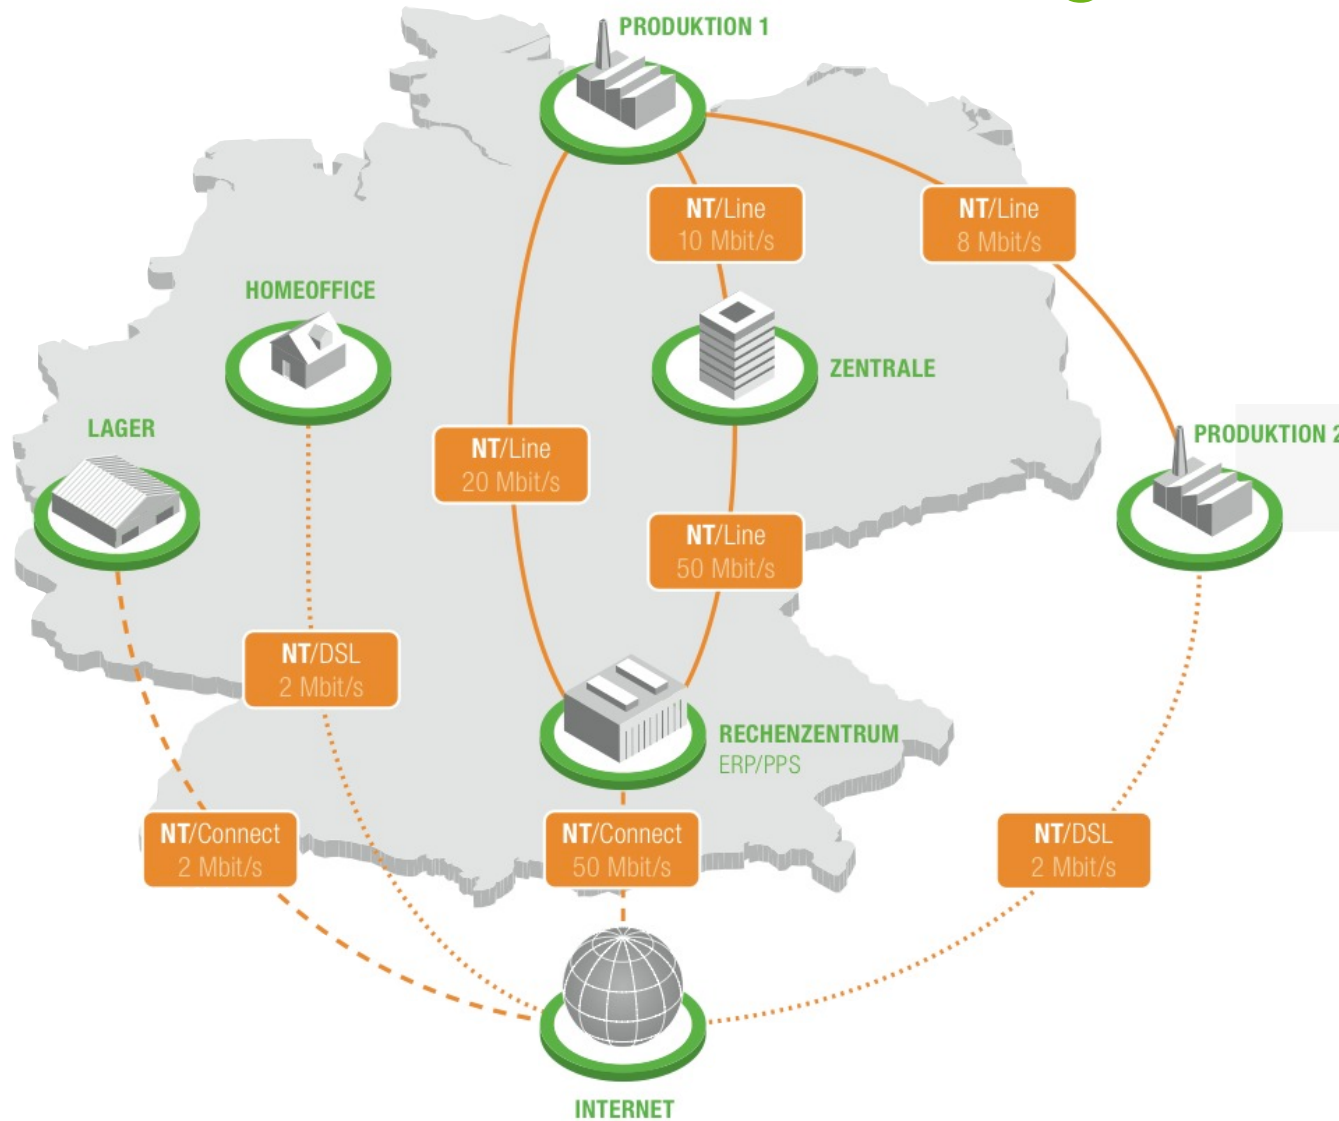 PRODUKTION 1
NT/Line
10 Mbit/s
NT/Line
8 Mbit/s
HOMEOFFICE
ZENTRALE
LAGER
NT/Line
20 Mbit/s
PRODUKTION 2
NT/Line
50 Mbit/s
NT/DSL
2 Mbit/s
RECHENZENTRUM
ERP/PPS
NT/Connect
2 Mbit/s
NT/Connect
50 Mbit/s
NT/DSL
2 Mbit/s
INTERNET